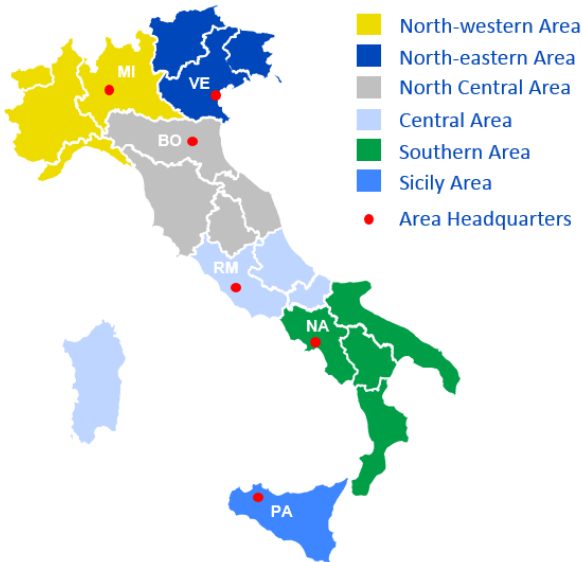 North-western Area
North-eastern Area
North Central Area
Central Area
Southern Area
Sicily Area
Area Headquarters
MI
VE
BO
RM
NA
PA